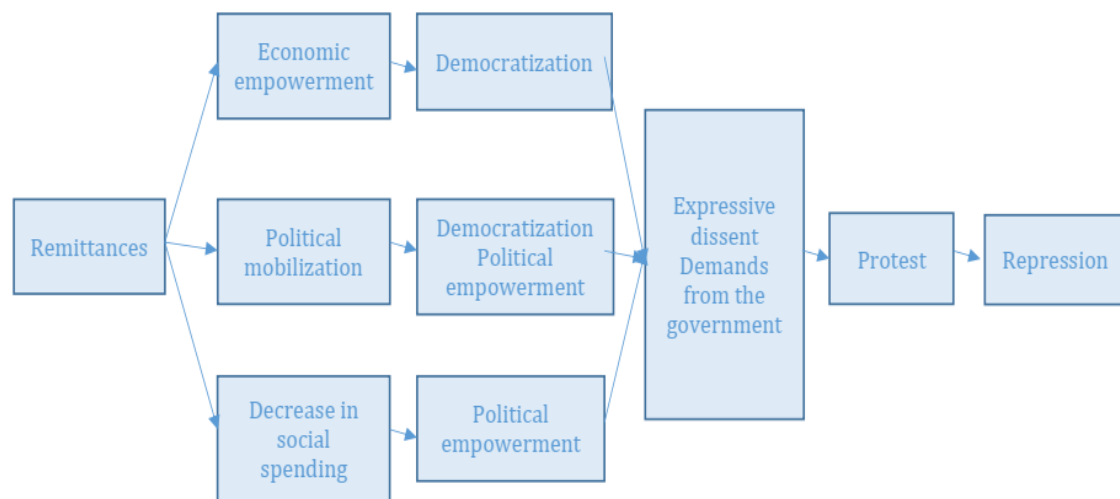 Remittances
Economic
empowerment
Democratization
Political
mobilization
Democratization
Political
empowerment
Decrease in
social
spending
Political
empowerment
Expressive
dissent
Demands
from the
government
Protest
Repression